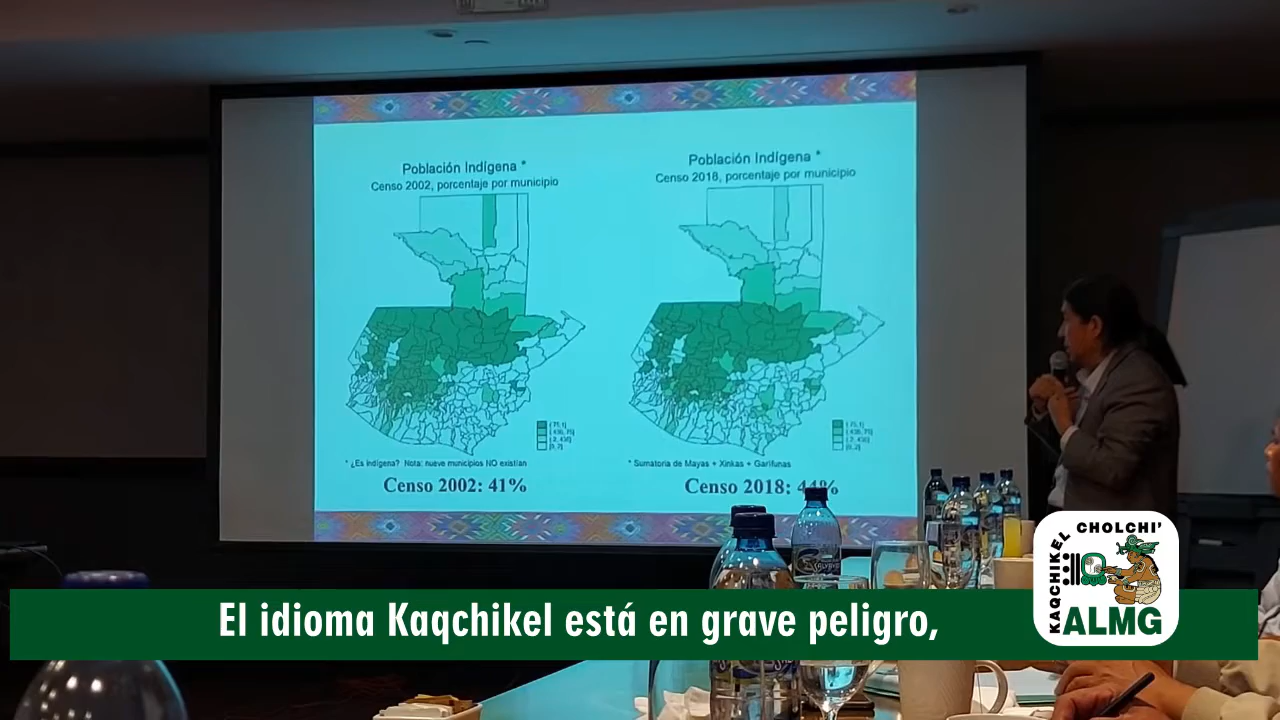 Población Indígena *
Censo 2002, porcentaje por municipio
* ¿Es indígena? Nota: nueve municipios NO existían
Censo 2002: 41%
Población Indígena *
Censo 2018, porcentaje por municipio
* Sumatoria de Mayas + Xinkas + Garífunas
Censo 2018: 44%
El idioma Kaqchikel está en grave peligro,
KAQCHIKEL CHOLCHI'
ALMG